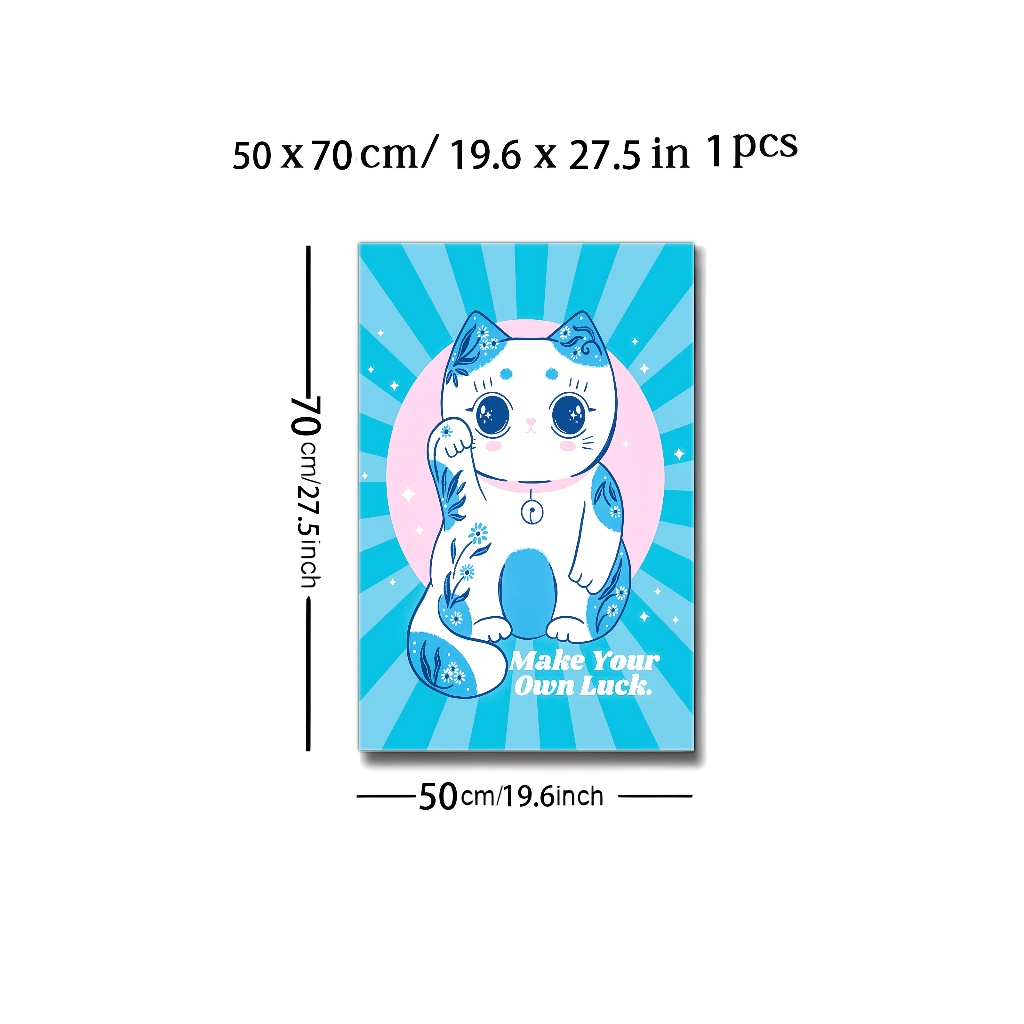 50 x 70 cm/ 19.6 x 27.5 in 1 pcs
70 cm/27.5 inch
Make Your
Own Luck.
50 cm/19.6 inch